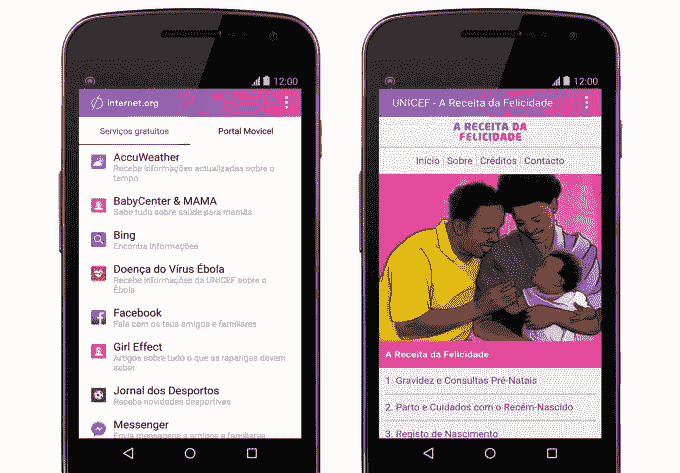 12:00
internet.org
Serviços gratuitos
Portal Movicel
AccuWeather
Recebe informações actualizadas sobre o
tempo
BabyCenter & MAMA
Sabe tudo sobre saúde para mamãs
Bing
Encontra informações
Doença do Vírus Ébola
Recebe informações da UNICEF sobre o
Ébola
Facebook
Fala com os teus amigos e familiares
Girl Effect
Artigos sobre tudo o que as raparigas devem
saber
Jornal dos Desportos
Receba novidades desportivas
Messenger
Envia mensagens a amigos e familiares
12:00
UNICEF - A Receita da Felicidade
A RECEITA DA
FELICIDADE
Início | Sobre | Créditos | Contacto
A Receita da Felicidade
1. Gravidez e Consultas Pré-Natais
2. Parto e Cuidados com o Recém-Nascido
3. Registo de Nascimento